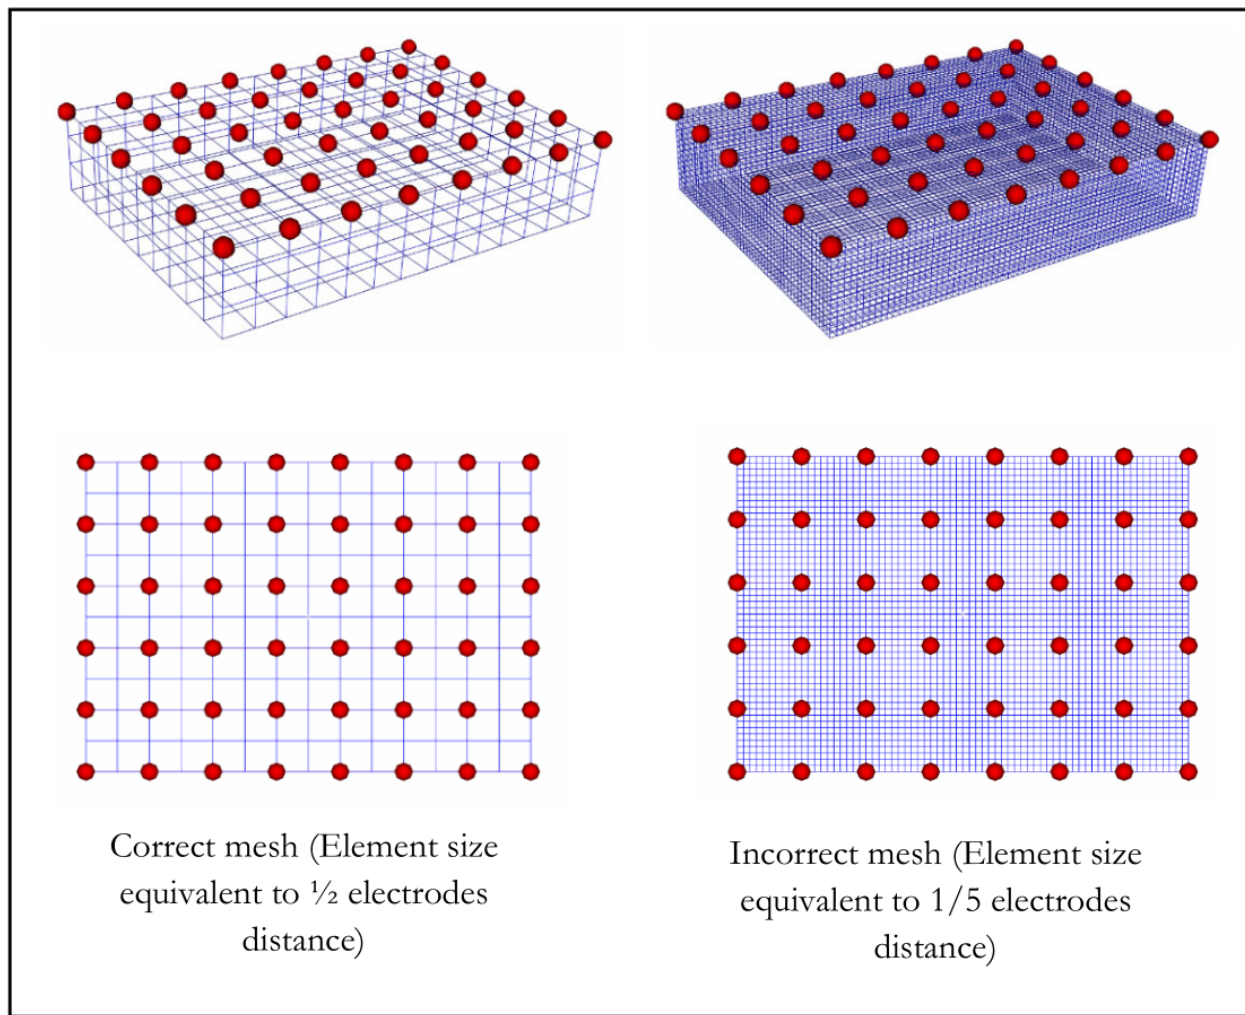 Correct mesh (Element size
equivalent to ½ electrodes
distance)
Incorrect mesh (Element size
equivalent to 1/5 electrodes
distance)